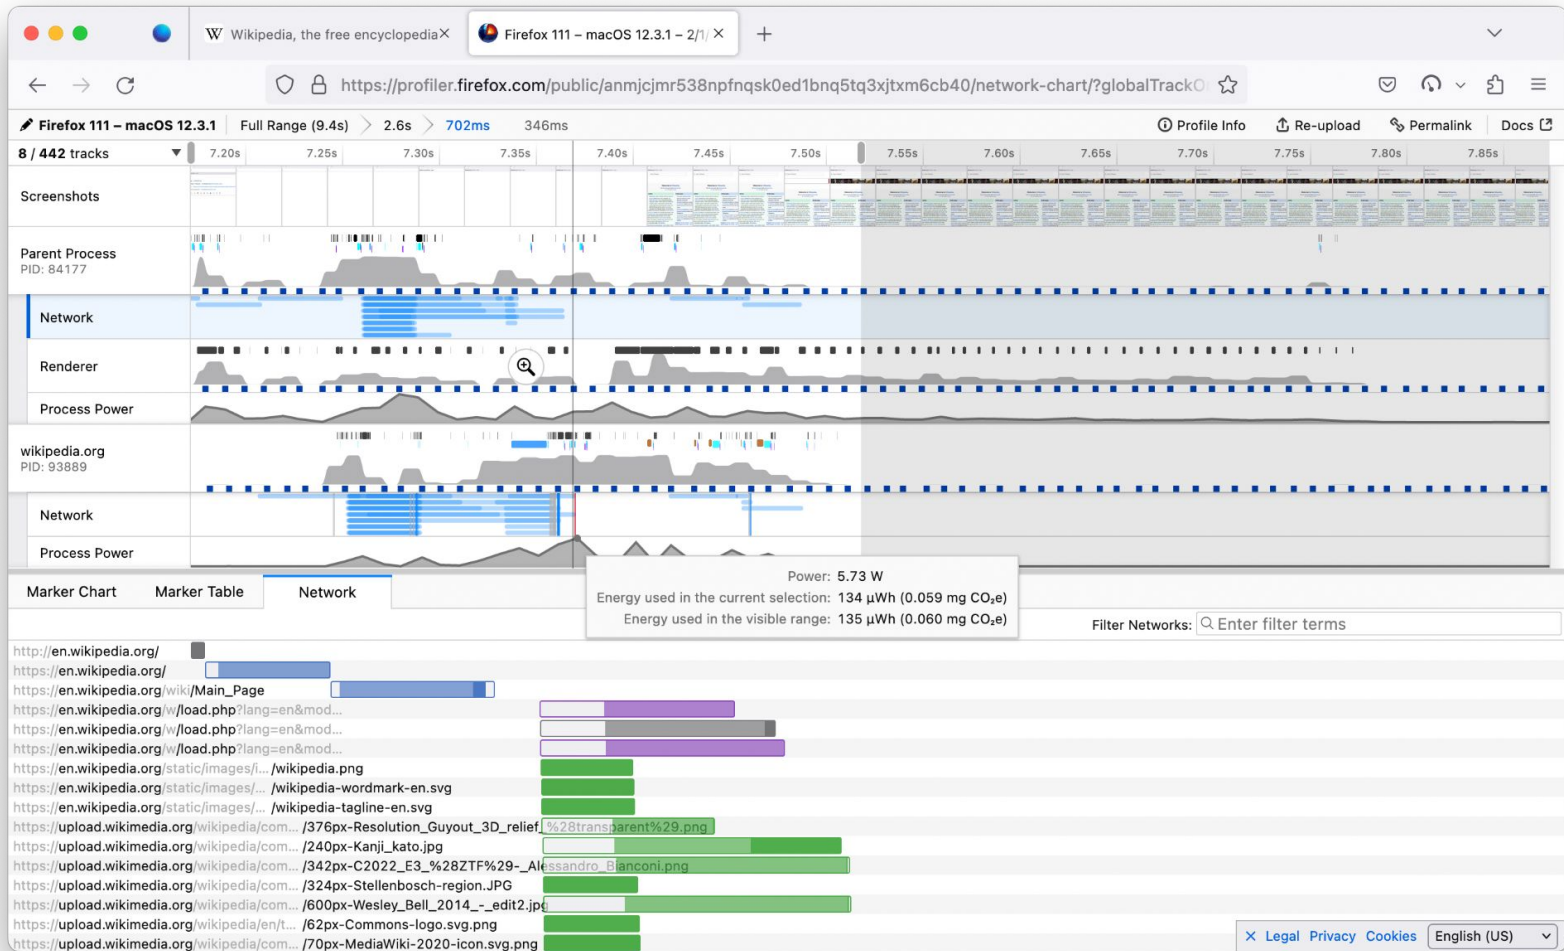 W Wikipedia, the free encyclopedia
Firefox 111 – macOS 12.3.1 – 2/1/
https://profiler.firefox.com/public/anmjcjmr538npfnqsk0ed1bnq5tq3xjtxm6cb40/network-chart/?globalTrackO
Firefox 111 – macOS 12.3.1 Full Range (9.4s) 2.6s 702ms 346ms Profile Info Re-upload Permalink Docs
8 / 442 tracks 7.20s 7.25s 7.30s 7.35s 7.40s 7.45s 7.50s 7.55s 7.60s 7.65s 7.70s 7.75s 7.80s 7.85s
Screenshots
Parent Process
PID: 84177
Network
Renderer
Process Power
wikipedia.org
PID: 93889
Network
Process Power
Power: 5.73 W
Energy used in the current selection: 134 µWh (0.059 mg CO₂e)
Energy used in the visible range: 135 µWh (0.060 mg CO₂e)
Marker Chart Marker Table Network
Filter Networks: Enter filter terms
http://en.wikipedia.org/
https://en.wikipedia.org/
https://en.wikipedia.org/wiki/Main_Page
https://en.wikipedia.org/w/load.php?lang=en&mod...
https://en.wikipedia.org/w/load.php?lang=en&mod...
https://en.wikipedia.org/w/load.php?lang=en&mod...
https://en.wikipedia.org/static/images/i... /wikipedia.png
https://en.wikipedia.org/static/images/... /wikipedia-wordmark-en.svg
https://en.wikipedia.org/static/images/... /wikipedia-tagline-en.svg
https://upload.wikimedia.org/wikipedia/com... /376px-Resolution_Guyout_3D_relief_%28transparent%29.png
https://upload.wikimedia.org/wikipedia/com... /240px-Kanji_kato.jpg
https://upload.wikimedia.org/wikipedia/com... /342px-C2022_E3_%28ZTF%29-_Alessandro_Bianconi.png
https://upload.wikimedia.org/wikipedia/com... /324px-Stellenbosch-region.JPG
https://upload.wikimedia.org/wikipedia/com... /600px-Wesley_Bell_2014_-_edit2.jpg
https://upload.wikimedia.org/wikipedia/en/t... /62px-Commons-logo.svg.png
https://upload.wikimedia.org/wikipedia/com... /70px-MediaWiki-2020-icon.svg.png
Legal Privacy Cookies English (US)